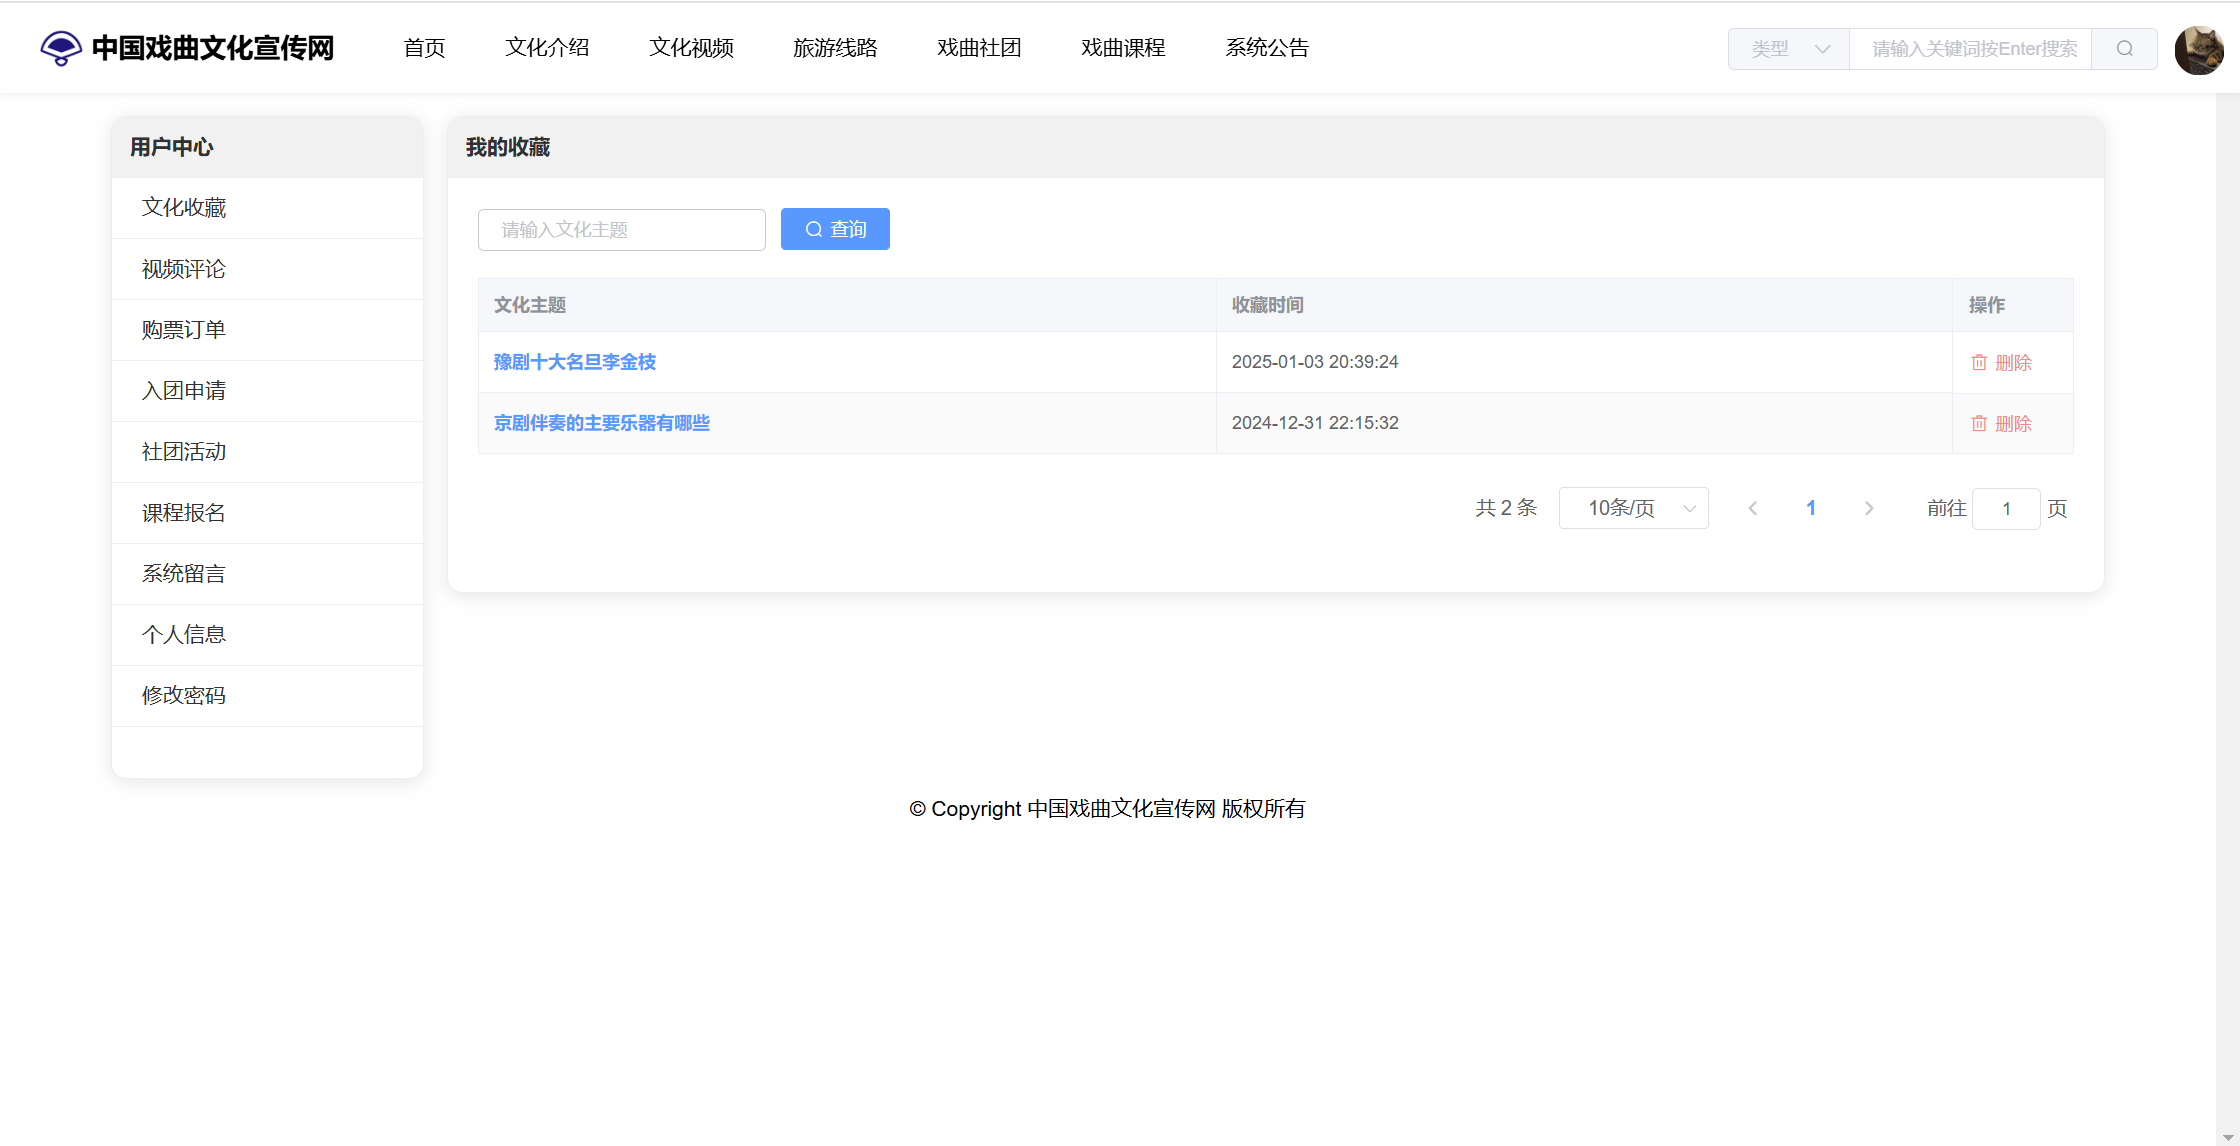 中国戏曲文化宣传网 首页 文化介绍 文化视频 旅游线路 戏曲社团 戏曲课程 系统公告 类型 请输入关键词按Enter搜索
用户中心
文化收藏
视频评论
购票订单
入团申请
社团活动
课程报名
系统留言
个人信息
修改密码
我的收藏
请输入文化主题 查询
文化主题 收藏时间 操作
豫剧十大名旦李金枝 2025-01-03 20:39:24 删除
京剧伴奏的主要乐器有哪些 2024-12-31 22:15:32 删除
共 2 条 10条/页 1 前往 1 页
© Copyright 中国戏曲文化宣传网 版权所有